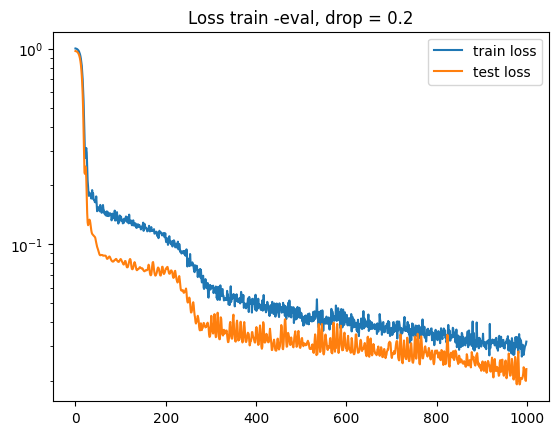 Loss train -eval, drop = 0.2
train loss
test loss
10⁰
10⁻¹
0 200 400 600 800 1000